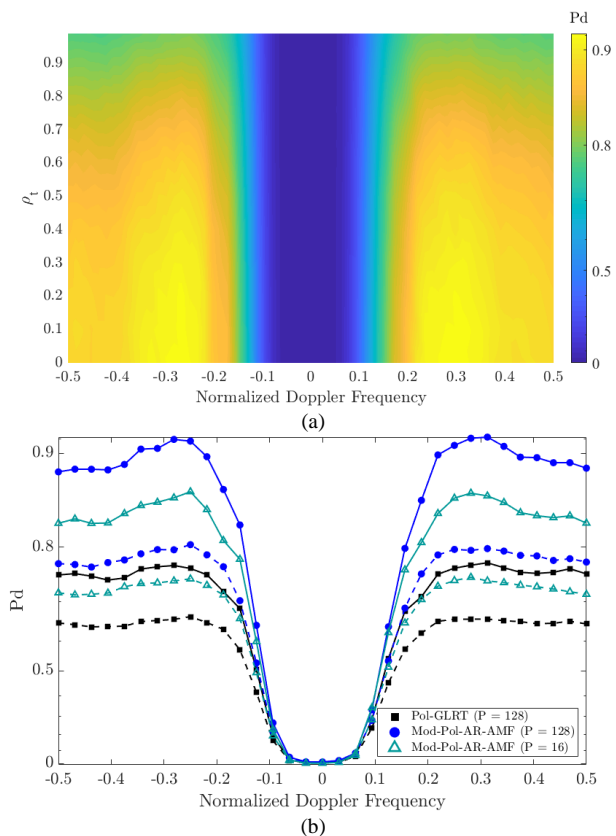 Pd
0.9
0.8
0.7
0.6
0.5
0.4
0.3
0.2
0.1
0
ρt
0.9
0.8
0.5
0
-0.5 -0.4 -0.3 -0.2 -0.1 0 0.1 0.2 0.3 0.4 0.5
Normalized Doppler Frequency
(a)
0.9
0.8
0.5
0
Pd
Pol-GLRT (P = 128)
Mod-Pol-AR-AMF (P = 128)
Mod-Pol-AR-AMF (P = 16)
-0.5 -0.4 -0.3 -0.2 -0.1 0 0.1 0.2 0.3 0.4 0.5
Normalized Doppler Frequency
(b)